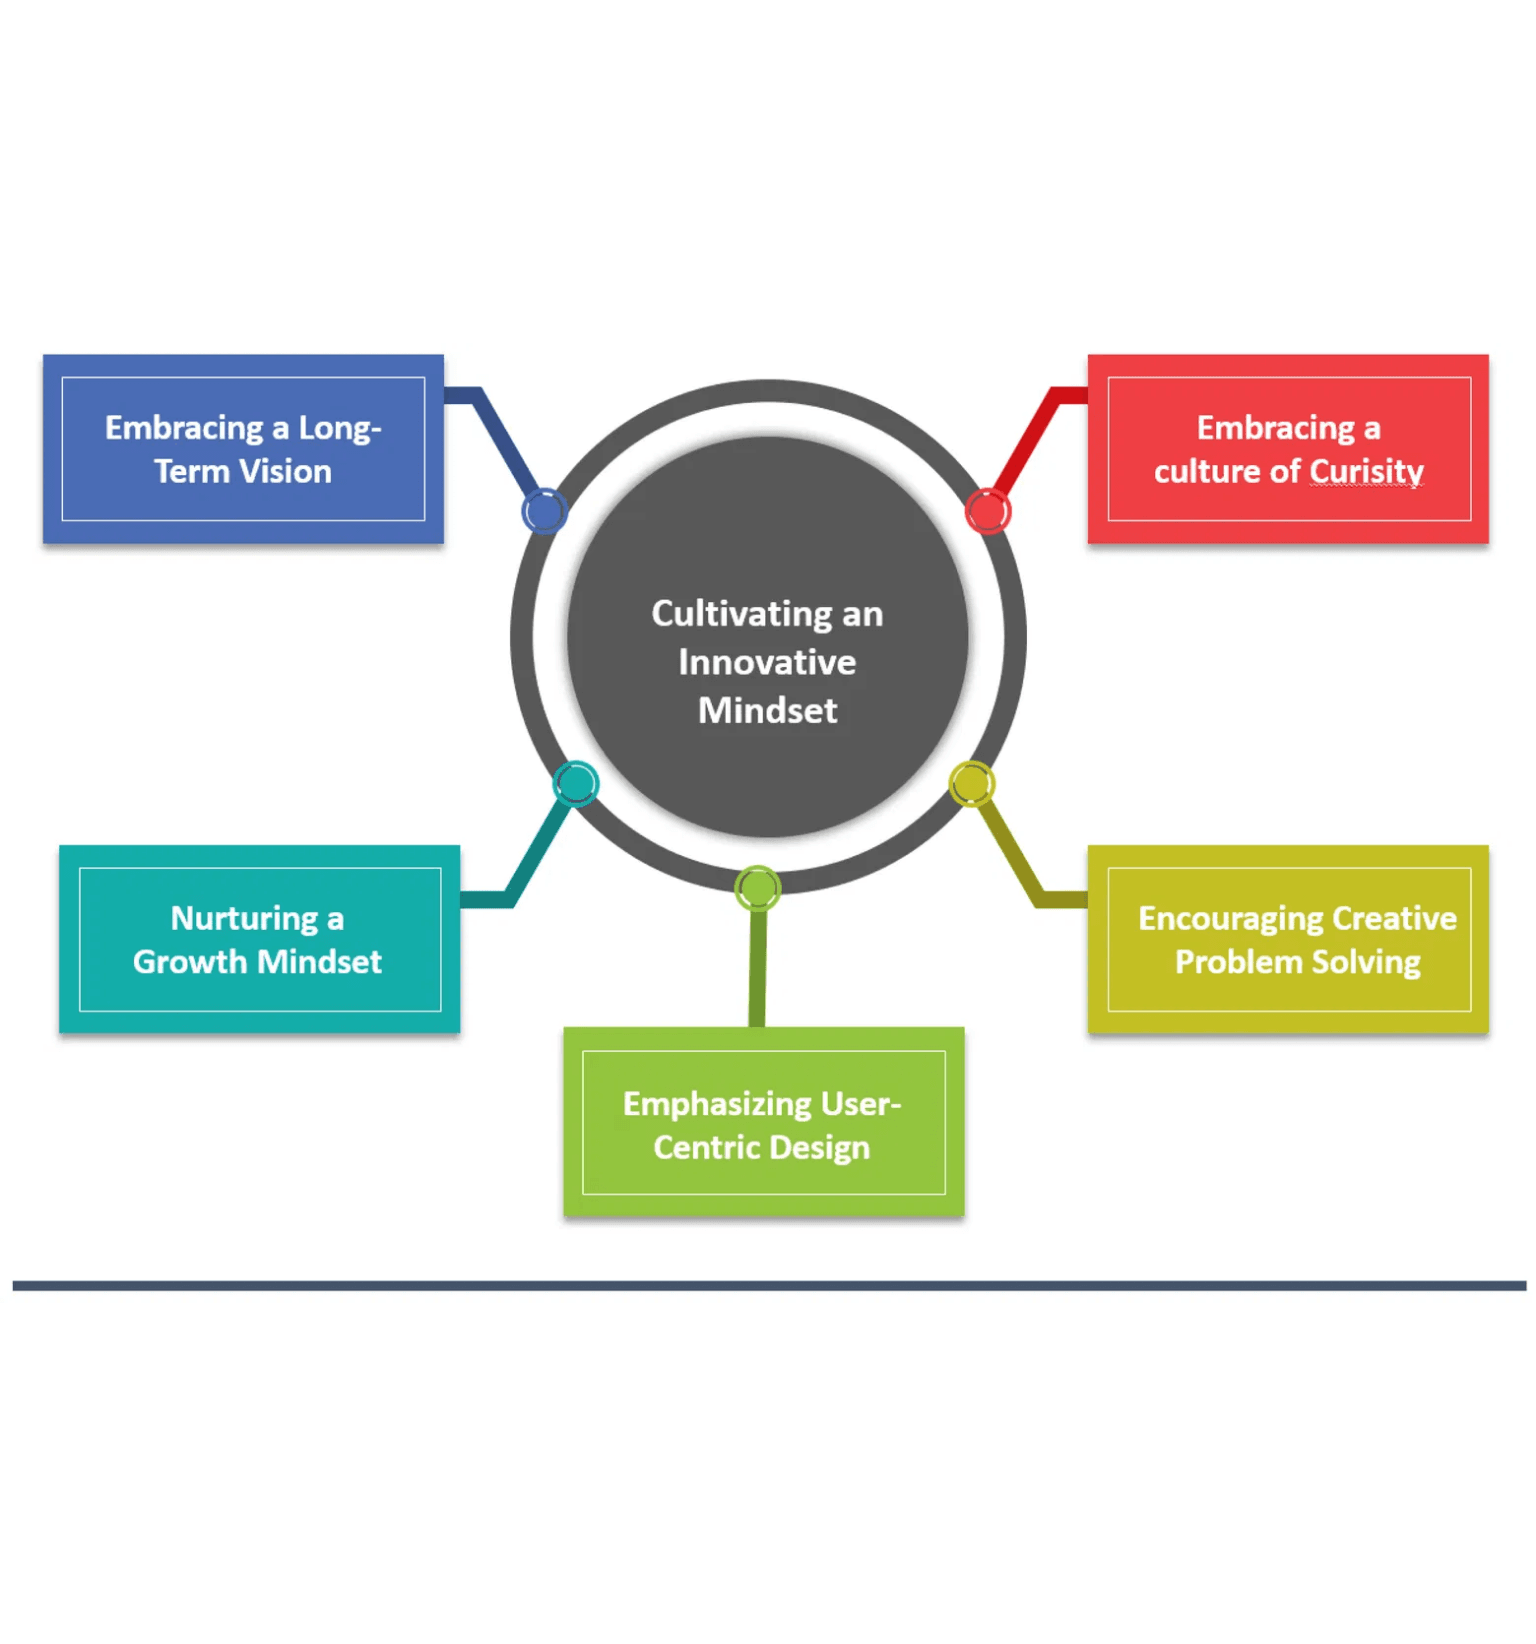 Embracing a Long-
Term Vision
Embracing a
culture of Curisity
Cultivating an
Innovative
Mindset
Nurturing a
Growth Mindset
Encouraging Creative
Problem Solving
Emphasizing User-
Centric Design